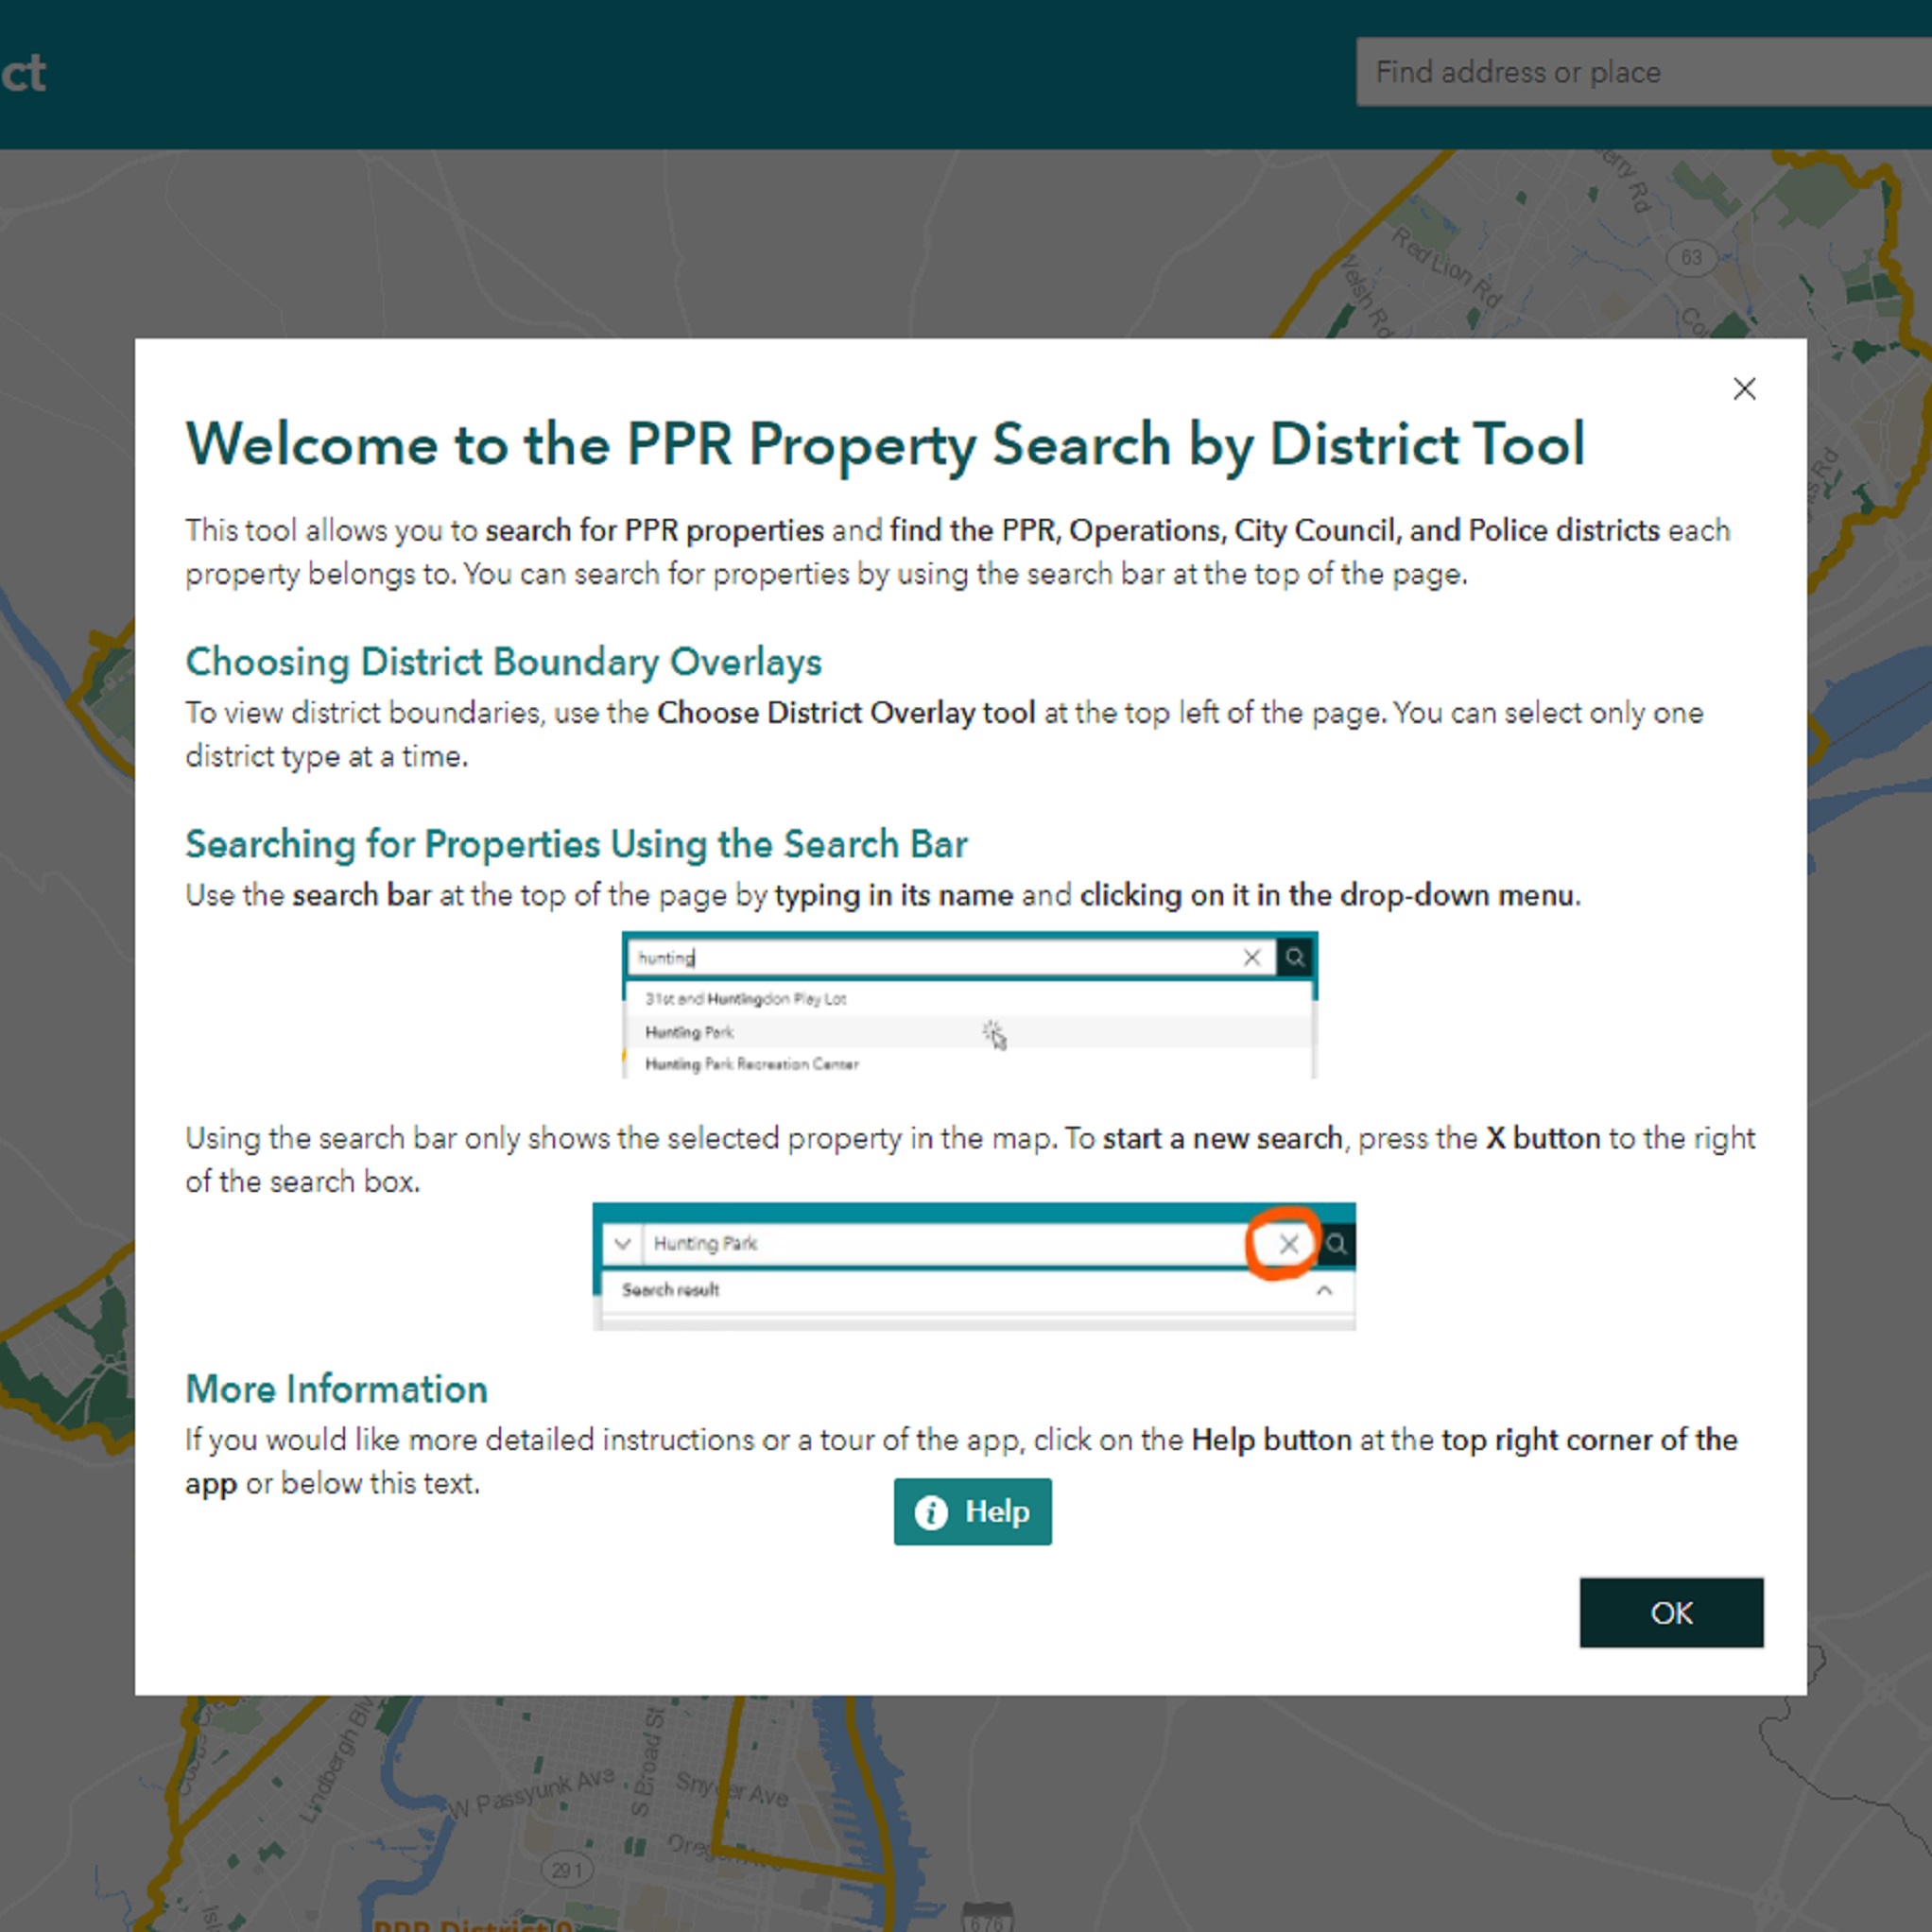 ct
Find address or place
Red Lion Rd
Welsh Rd
63
Welcome to the PPR Property Search by District Tool
This tool allows you to search for PPR properties and find the PPR, Operations, City Council, and Police districts each
property belongs to. You can search for properties by using the search bar at the top of the page.
Choosing District Boundary Overlays
To view district boundaries, use the Choose District Overlay tool at the top left of the page. You can select only one
district type at a time.
Searching for Properties Using the Search Bar
Use the search bar at the top of the page by typing in its name and clicking on it in the drop-down menu.
hunting
31st and Huntingdon Play Lot
Hunting Park
Hunting Park Recreation Center
Using the search bar only shows the selected property in the map. To start a new search, press the X button to the right
of the search box.
Hunting Park
Search result
More Information
If you would like more detailed instructions or a tour of the app, click on the Help button at the top right corner of the
app or below this text.
Help
OK
Lindbergh Blv
W Passyunk Ave
S Broad St
Snyder Ave
Oregon Ave
291
676
PPR District 9